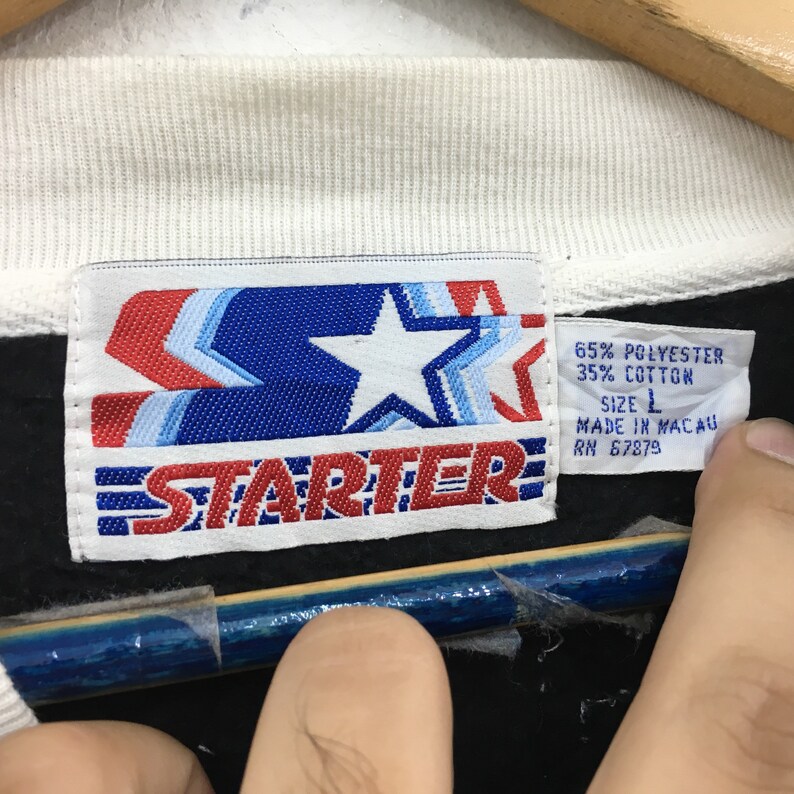 STARTER
65% POLYESTER
35% COTTON
SIZE L
MADE IN MACAU
RN 67879